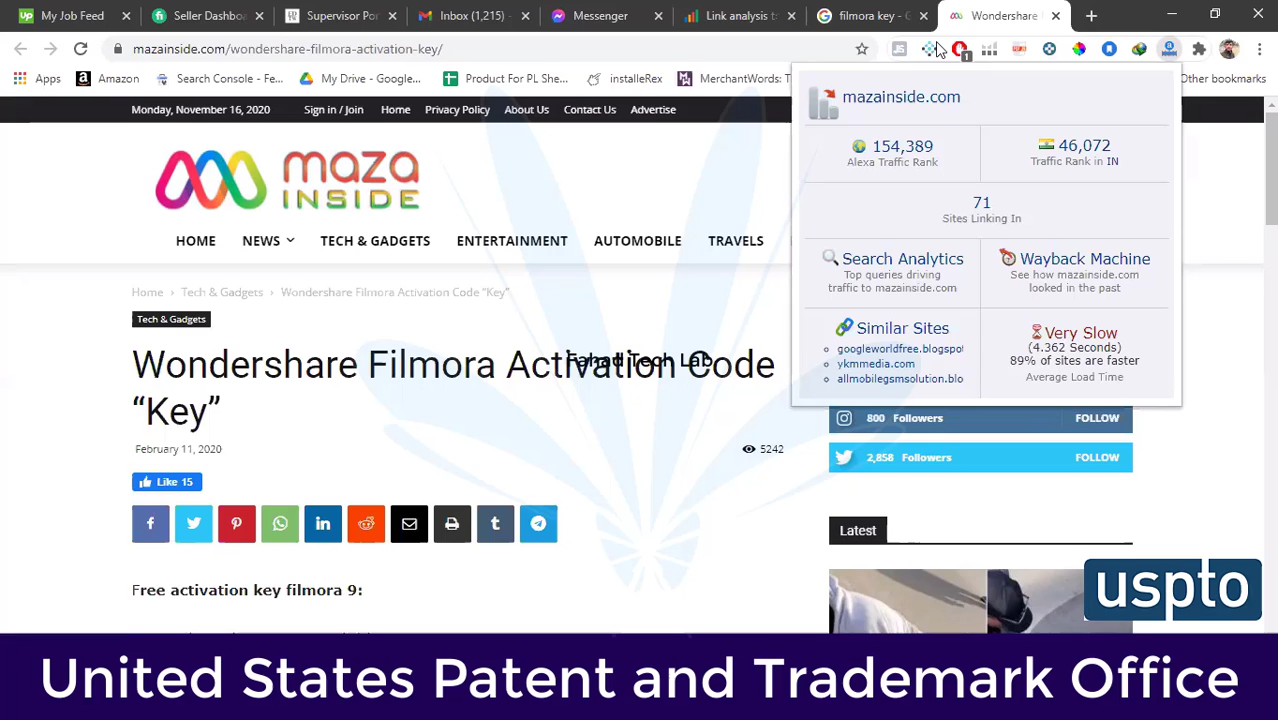 My Job Feed
Seller Dashboa
Supervisor Por
Inbox (1,215) -
Messenger
Link analysis to
filmora key - G
Wondershare
mazainside.com/wondershare-filmora-activation-key/
JS
1
Apps
Amazon
Search Console - Fe...
My Drive - Google...
Product For PL She...
installeRex
MerchantWords: T
Other bookmarks
Monday, November 16, 2020
Sign in / Join
Home
Privacy Policy
About Us
Contact Us
Advertise
MAZA
INSIDE
HOME
NEWS
TECH & GADGETS
ENTERTAINMENT
AUTOMOBILE
TRAVELS
mazainside.com
154,389
Alexa Traffic Rank
46,072
Traffic Rank in IN
71
Sites Linking In
Search Analytics
Top queries driving
traffic to mazainside.com
Wayback Machine
See how mazainside.com
looked in the past
Similar Sites
googleworldfree.blogspot
ykmmedia.com
allmobilegsmsolution.blo
Very Slow
(4.362 Seconds)
89% of sites are faster
Average Load Time
Home > Tech & Gadgets > Wondershare Filmora Activation Code “Key”
Tech & Gadgets
Wondershare Filmora Activation Code
“Key”
Fahad Tech Lab
February 11, 2020
5242
Like 15
800 Followers
FOLLOW
2,858 Followers
FOLLOW
Latest
Free activation key filmora 9:
uspto
United States Patent and Trademark Office